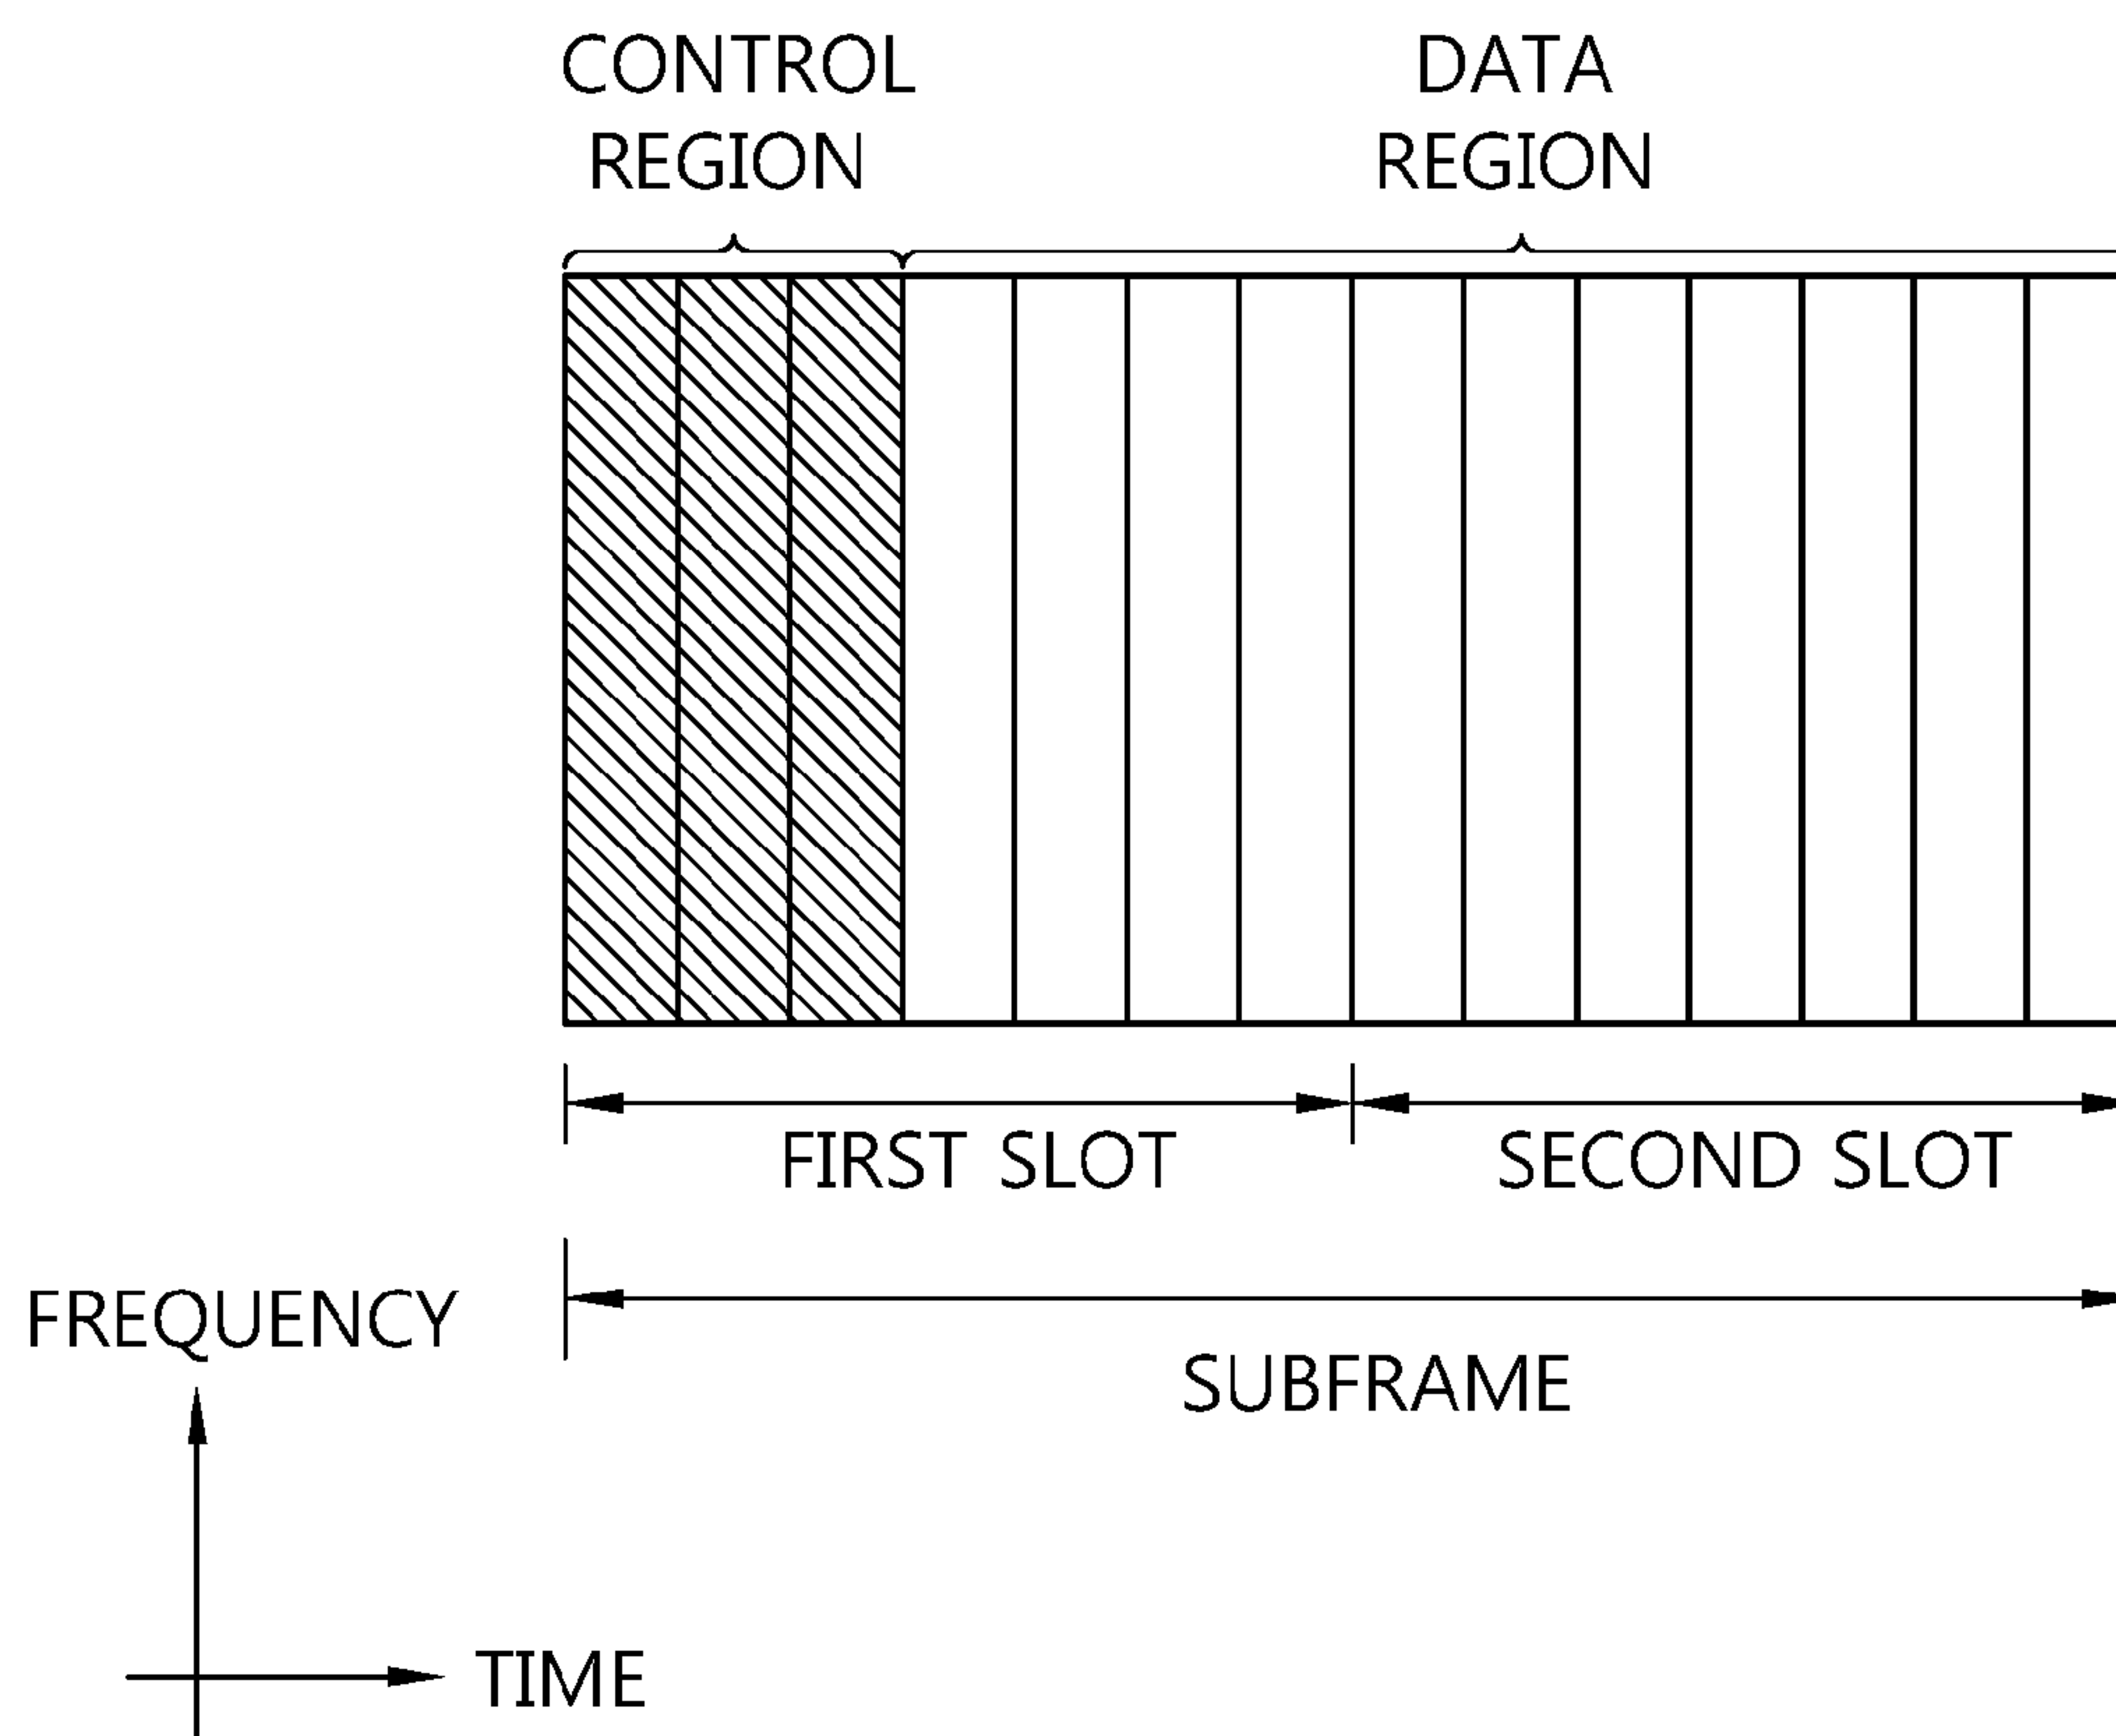 CONTROL
REGION
DATA
REGION
FIRST SLOT
SECOND SLOT
SUBFRAME
FREQUENCY
TIME